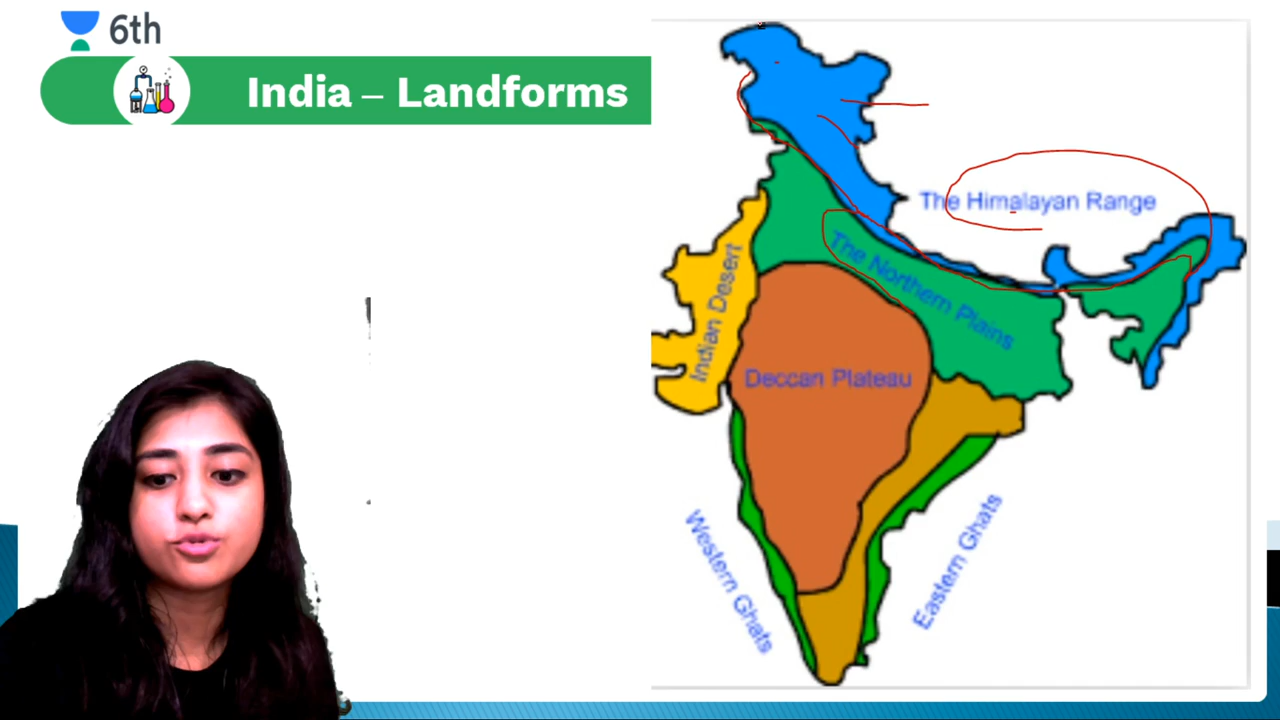 6th
India – Landforms
The Himalayan Range
The Northern Plains
Indian Desert
Deccan Plateau
Western Ghats
Eastern Ghats